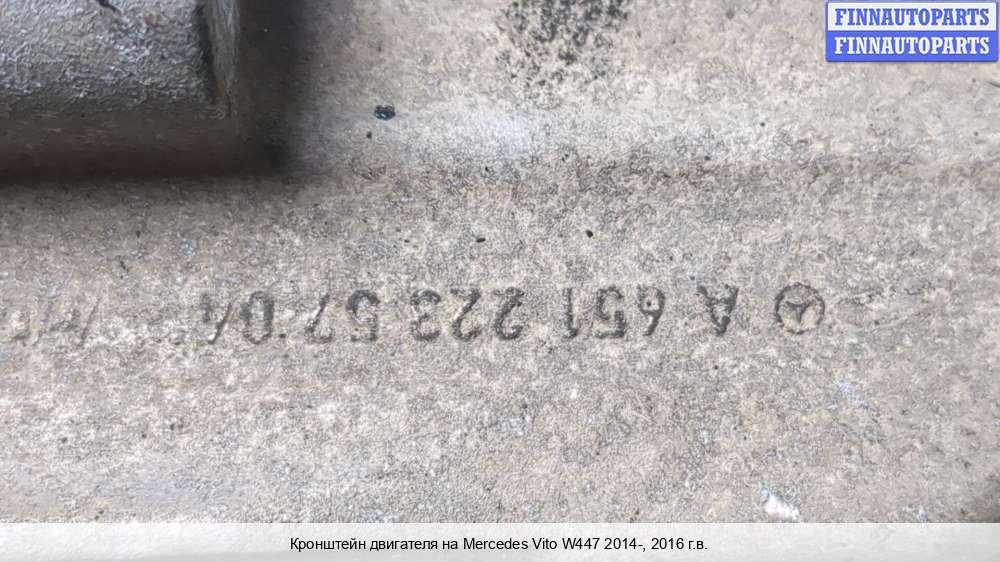 FINNAUTOPARTS
FINNAUTOPARTS
A 651 223 57 04
Кронштейн двигателя на Mercedes Vito W447 2014-, 2016 г.в.